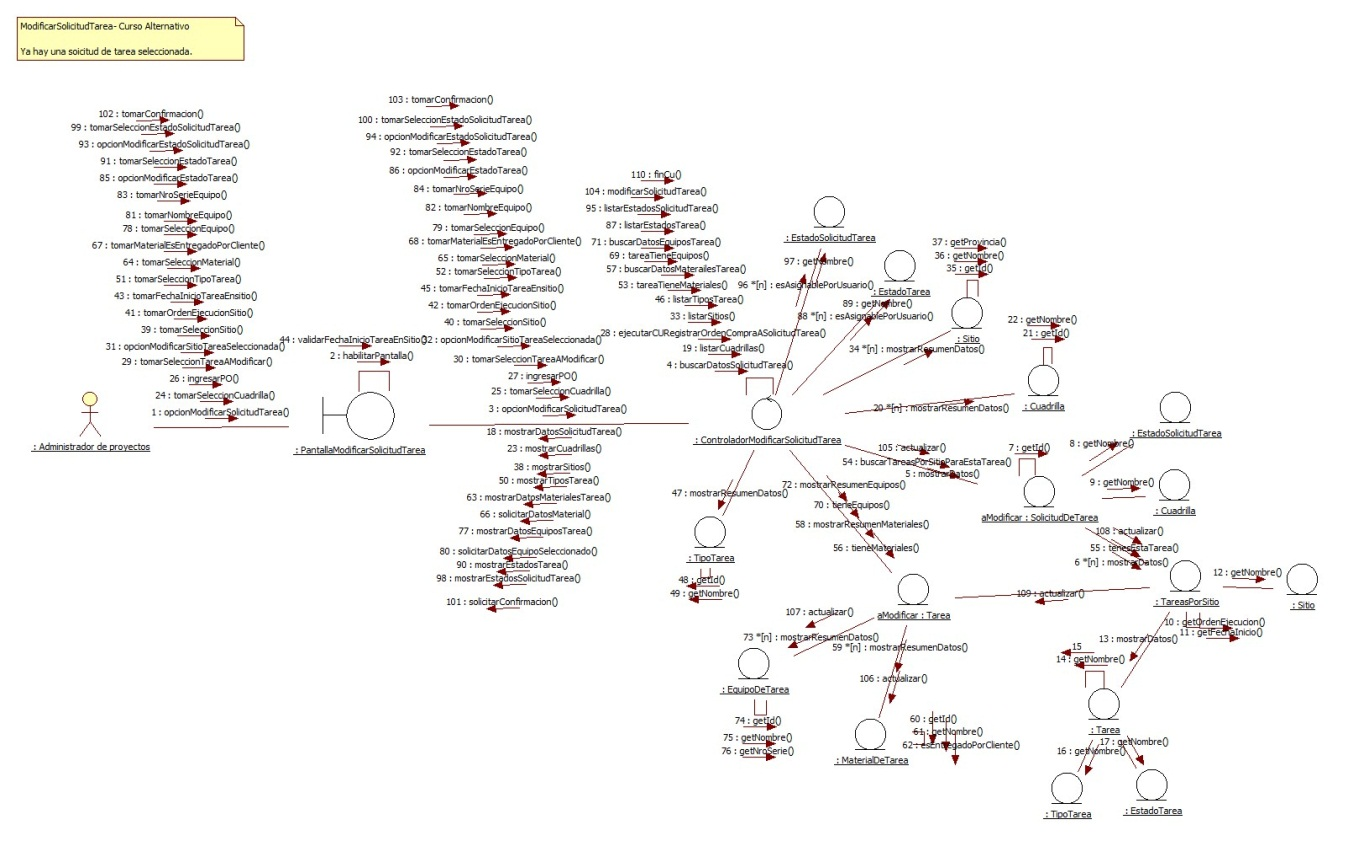 ModificarSolicitudTarea- Curso Alternativo
Ya hay una soicitud de tarea seleccionada.
102 : tomarConfirmacion()
99 : tomarSeleccionEstadoSolicitudTarea()
93 : opcionModificarEstadoSolicitudTarea()
91 : tomarSeleccionEstadoTarea()
85 : opcionModificarEstadoTarea()
83 : tomarNroSerieEquipo()
81 : tomarNombreEquipo()
78 : tomarSeleccionEquipo()
67 : tomarMaterialEsEntregadoPorCliente()
64 : tomarSeleccionMaterial()
51 : tomarSeleccionTipoTarea()
43 : tomarFechaInicioTareaEnsitio()
41 : tomarOrdenEjecucionSitio()
39 : tomarSeleccionSitio()
31 : opcionModificarSitioTareaSeleccionada()
29 : tomarSeleccionTareaAModificar()
26 : ingresarPO()
24 : tomarSeleccionCuadrilla()
1 : opcionModificarSolicitudTarea()
: Administrador de proyectos
44 : validarFechaInicioTareaEnSitio()
2 : habilitarPantalla()
: PantallaModificarSolicitudTarea
103 : tomarConfirmacion()
100 : tomarSeleccionEstadoSolicitudTarea()
94 : opcionModificarEstadoSolicitudTarea()
92 : tomarSeleccionEstadoTarea()
86 : opcionModificarEstadoTarea()
84 : tomarNroSerieEquipo()
82 : tomarNombreEquipo()
79 : tomarSeleccionEquipo()
68 : tomarMaterialEsEntregadoPorCliente()
65 : tomarSeleccionMaterial()
52 : tomarSeleccionTipoTarea()
45 : tomarFechaInicioTareaEnsitio()
42 : tomarOrdenEjecucionSitio()
40 : tomarSeleccionSitio()
32 : opcionModificarSitioTareaSeleccionada()
30 : tomarSeleccionTareaAModificar()
27 : ingresarPO()
25 : tomarSeleccionCuadrilla()
3 : opcionModificarSolicitudTarea()
18 : mostrarDatosSolicitudTarea()
23 : mostrarCuadrillas()
38 : mostrarSitios()
50 : mostrarTiposTarea()
63 : mostrarDatosMaterialesTarea()
66 : solicitarDatosMaterial()
77 : mostrarDatosEquiposTarea()
80 : solicitarDatosEquipoSeleccionado()
90 : mostrarEstadosTarea()
98 : mostrarEstadosSolicitudTarea()
101 : solicitarConfirmacion()
110 : finCu()
104 : modificarSolicitudTarea()
95 : listarEstadosSolicitudTarea()
87 : listarEstadosTarea()
71 : buscarDatosEquiposTarea()
69 : tareaTieneEquipos()
57 : buscarDatosMaterailesTarea()
53 : tareaTieneMateriales()
46 : listarTiposTarea()
33 : listarSitios()
28 : ejecutarCURegistrarOrdenCompraASolicitudTarea()
19 : listarCuadrillas()
4 : buscarDatosSolicitudTarea()
: ControladorModificarSolicitudTarea
: EstadoSolicitudTarea
97 : getNombre()
96 *[n] : esAsignablePorUsuario()
: EstadoTarea
89 : getNombre()
88 *[n] : esAsignablePorUsuario()
37 : getProvincia()
36 : getNombre()
35 : getId()
: Sitio
34 *[n] : mostrarResumenDatos()
22 : getNombre()
21 : getId()
: Cuadrilla
20 *[n] : mostrarResumenDatos()
105 : actualizar()
54 : buscarTareasPorSitioParaEstaTarea()
5 : mostrarDatos()
7 : getId()
aModificar : SolicitudDeTarea
8 : getNombre()
: EstadoSolicitudTarea
9 : getNombre()
: Cuadrilla
108 : actualizar()
55 : tenesEstaTarea()
6 *[n] : mostrarDatos()
: TareasPorSitio
12 : getNombre()
: Sitio
10 : getOrdenEjecucion()
11 : getFechaInicio()
13 : mostrarDatos()
15
14 : getNombre()
: Tarea
16 : getNombre()
17 : getNombre()
: TipoTarea
: EstadoTarea
109 : actualizar()
47 : mostrarResumenDatos()
: TipoTarea
48 : getId()
49 : getNombre()
72 : mostrarResumenEquipos()
70 : tieneEquipos()
58 : mostrarResumenMateriales()
56 : tieneMateriales()
aModificar : Tarea
107 : actualizar()
73 *[n] : mostrarResumenDatos()
: EquipoDeTarea
74 : getId()
75 : getNombre()
76 : getNroSerie()
59 *[n] : mostrarResumenDatos()
106 : actualizar()
: MaterialDeTarea
60 : getId()
61 : getNombre()
62 : esEntregadoPorCliente()